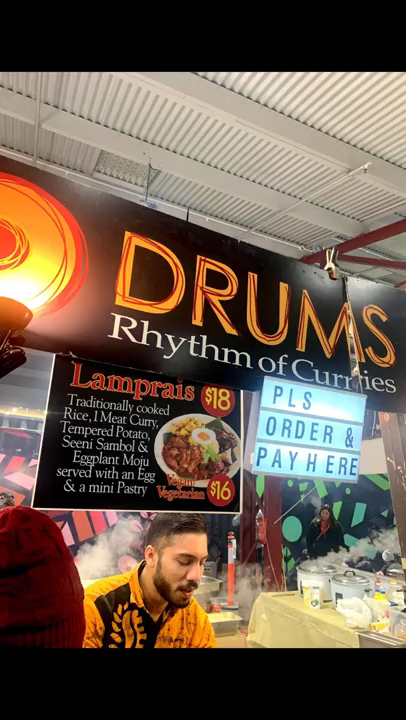 DRUMS
Rhythm of Curries
Lamprais
$18
Traditionally cooked
Rice, 1 Meat Curry,
Tempered Potato,
Seeni Sambol &
Eggplant Moju
served with an Egg
& a mini Pastry
Vegan
Vegetarian
$16
PLS
ORDER &
PAY HERE